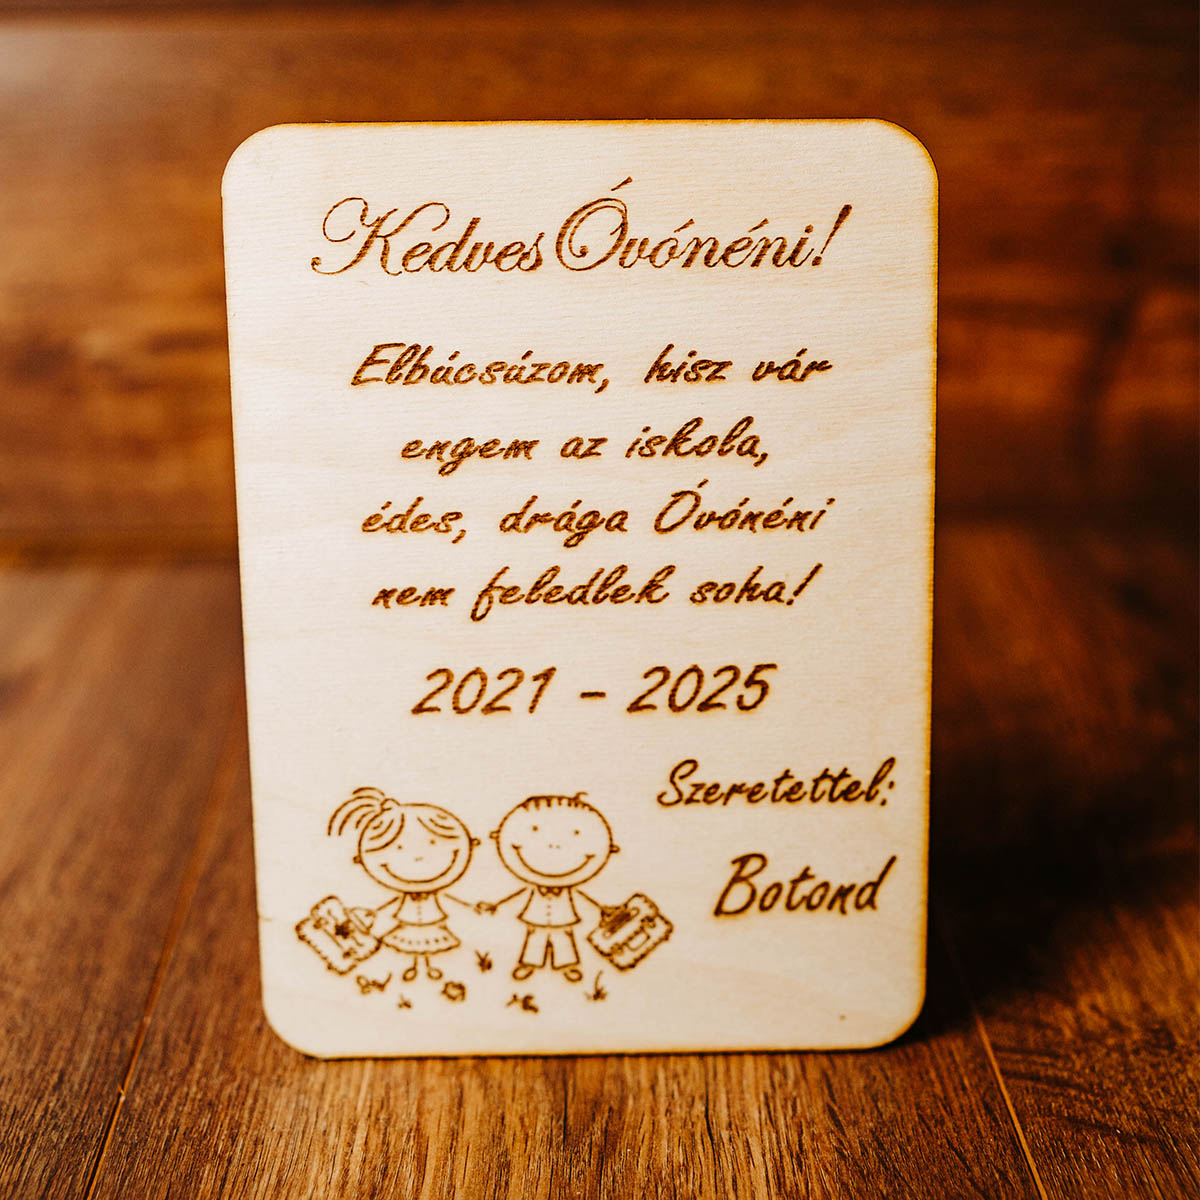 Kedves Óvónéni!
Elbúcsúzom, hisz vár
engem az iskola,
édes, drága Óvónéni
nem feledlek soha!
2021 - 2025
Szeretettel:
Botond